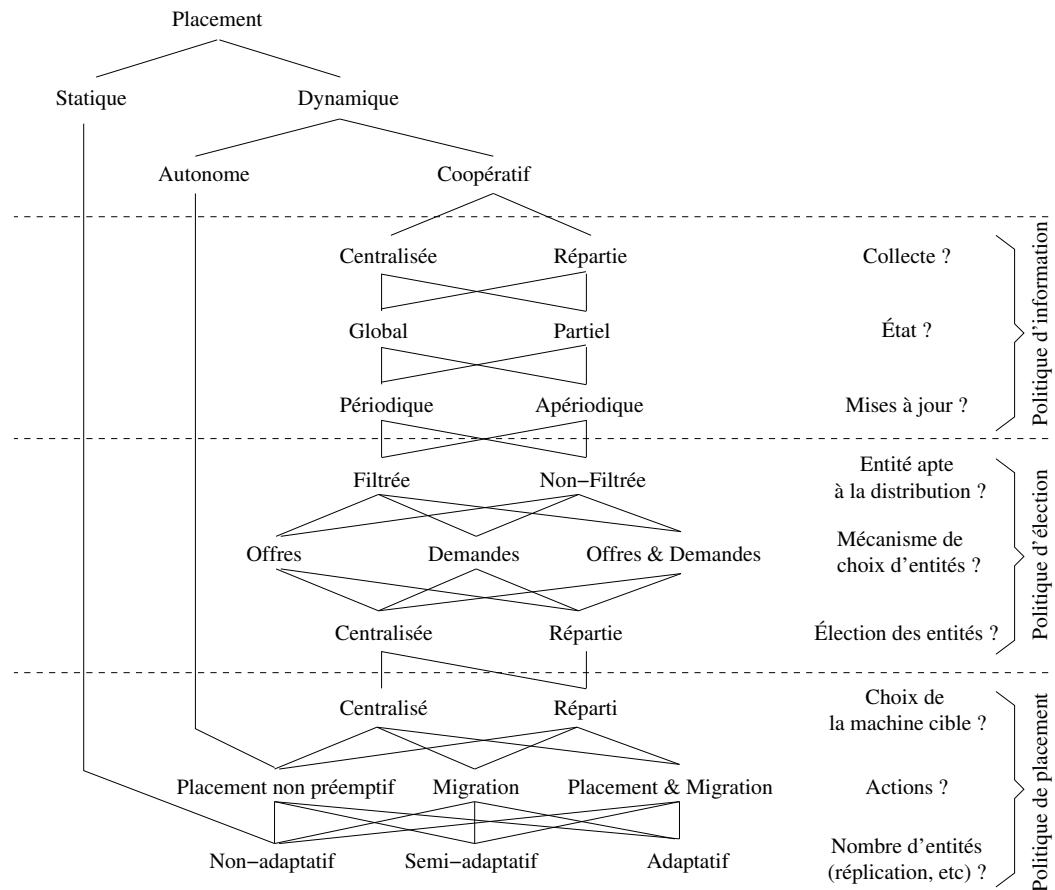 Placement
Statique
Dynamique
Autonome
Coopératif
Centralisée
Répartie
Collecte ?
Global
Partiel
État ?
Périodique
Apériodique
Mises à jour ?
Politique d'information
Filtrée
Non−Filtrée
Entité apte
à la distribution ?
Offres
Demandes
Offres & Demandes
Mécanisme de
choix d'entités ?
Centralisée
Répartie
Élection des entités ?
Politique d'élection
Centralisé
Réparti
Choix de
la machine cible ?
Placement non préemptif
Migration
Placement & Migration
Actions ?
Non−adaptatif
Semi−adaptatif
Adaptatif
Nombre d'entités
(réplication, etc) ?
Politique de placement